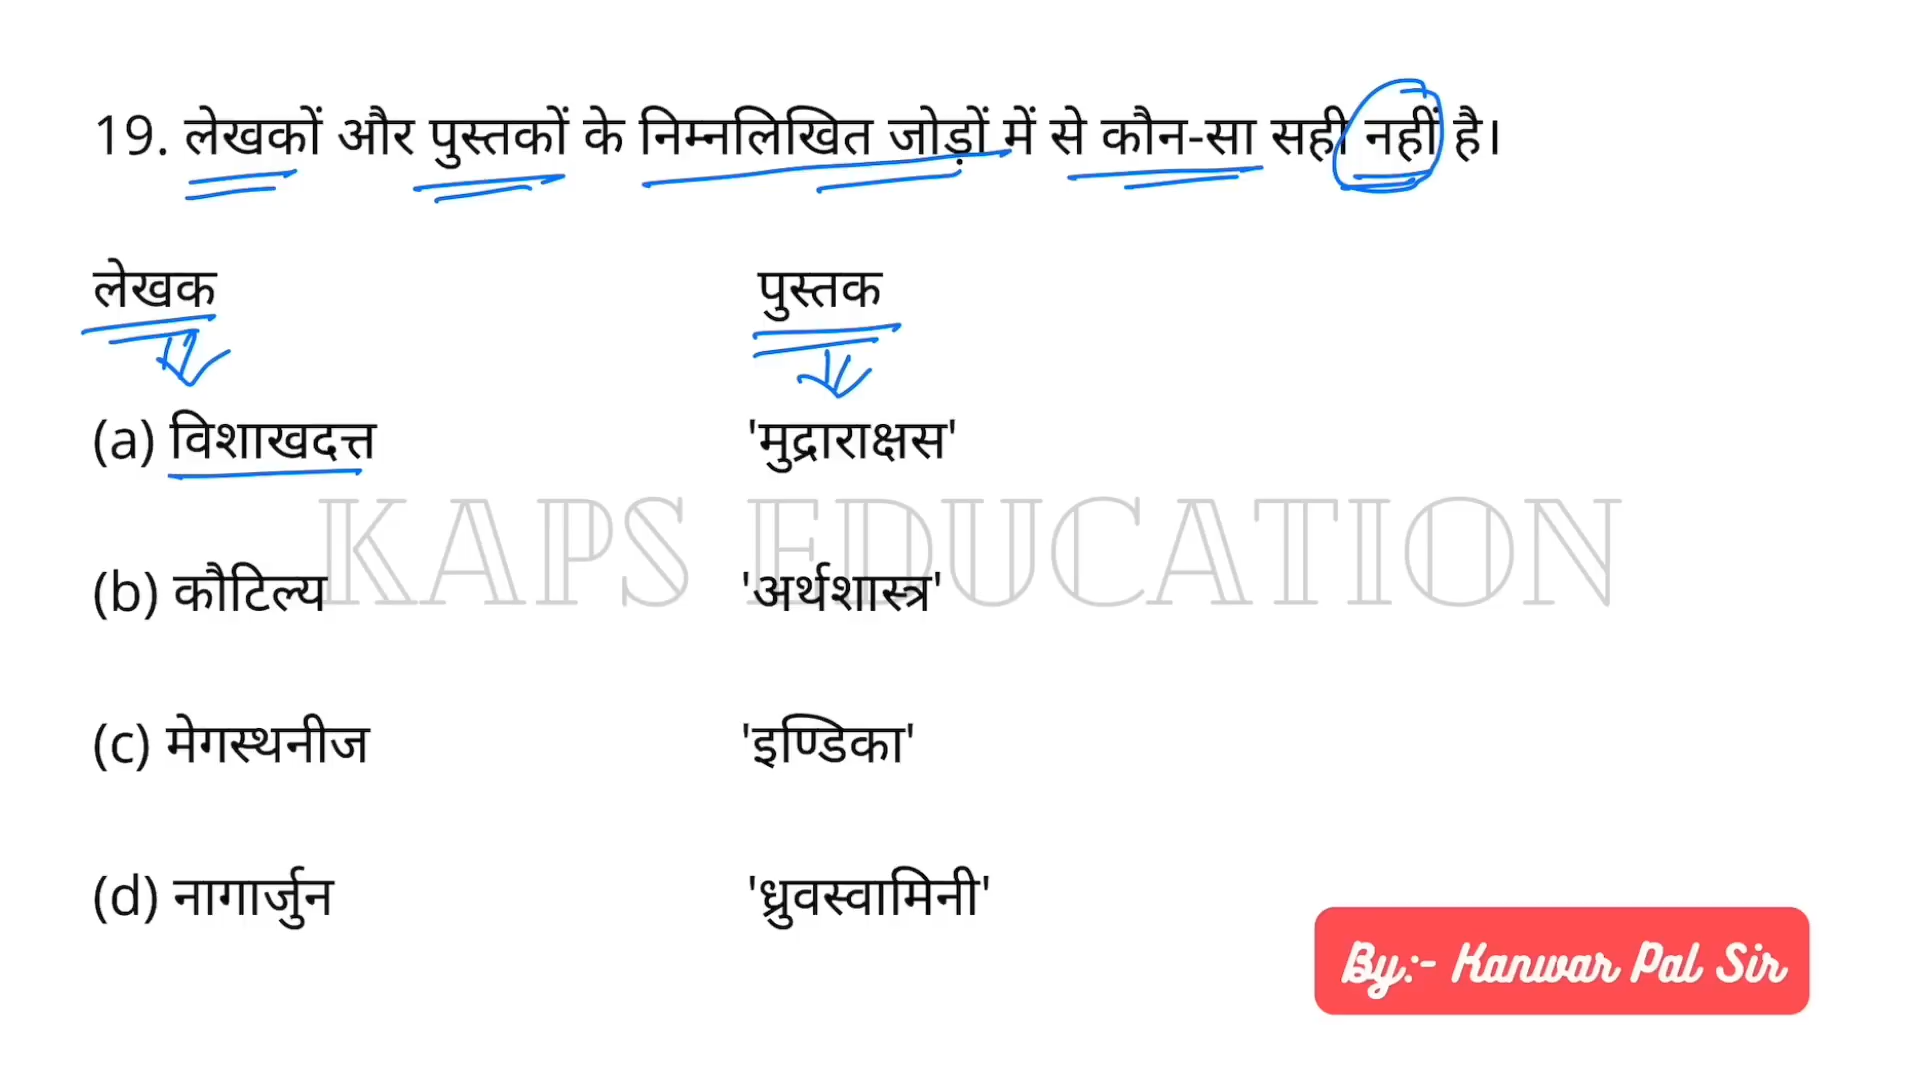 19. लेखकों और पुस्तकों के निम्नलिखित जोड़ों में से कौन-सा सही नहीं है।
लेखक पुस्तक
(a) विशाखदत्त 'मुद्राराक्षस'
KAPS EDUCATION
(b) कौटिल्य 'अर्थशास्त्र'
(c) मेगस्थनीज 'इण्डिका'
(d) नागार्जुन 'ध्रुवस्वामिनी'
By:- Kanwar Pal Sir